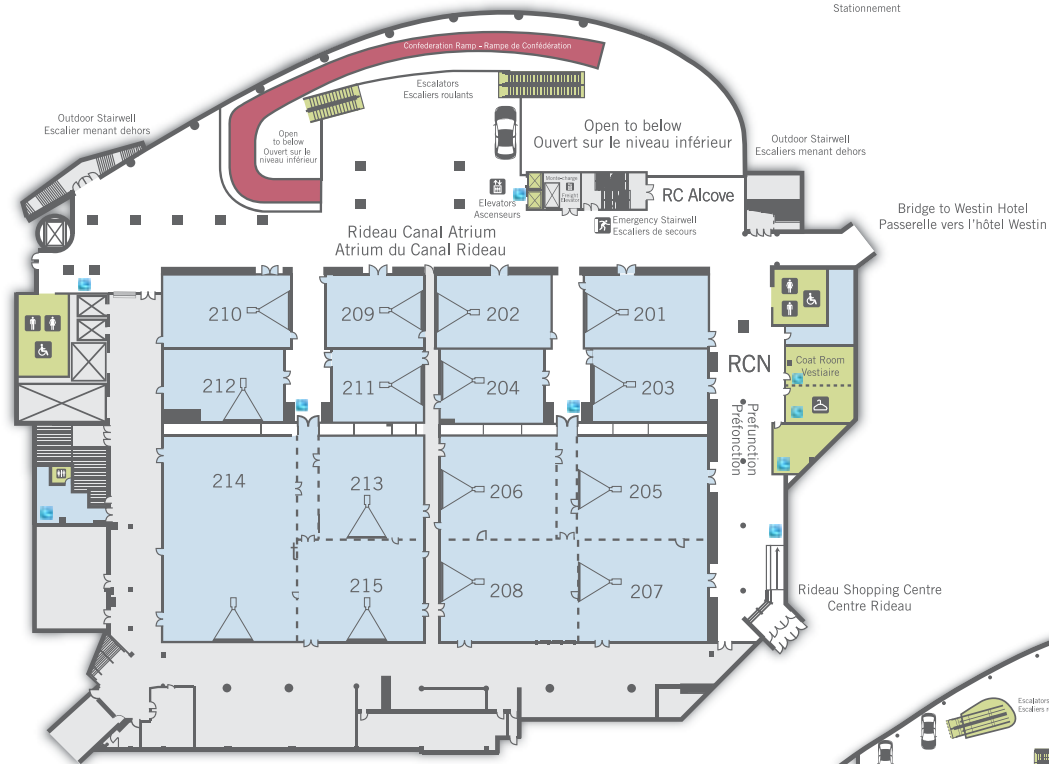 Stationnement
Confederation Ramp – Rampe de Confédération
Escalators
Escaliers roulants
Outdoor Stairwell
Escalier menant dehors
Open
to below
Ouvert sur le
niveau inférieur
Open to below
Ouvert sur le niveau inférieur
Outdoor Stairwell
Escaliers menant dehors
Monte-charge
Freight
Elevator
Elevators
Ascenseurs
RC Alcove
Emergency Stairwell
Escaliers de secours
Bridge to Westin Hotel
Passerelle vers l'hôtel Westin
Rideau Canal Atrium
Atrium du Canal Rideau
210
209
202
201
212
211
204
203
RCN
Coat Room
Vestiaire
Prefunction
Préfonction
214
213
206
205
215
208
207
Rideau Shopping Centre
Centre Rideau
Escalators